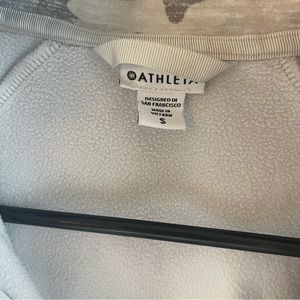 ATHLETA
DESIGNED IN
SAN FRANCISCO
MADE IN
VIETNAM
S